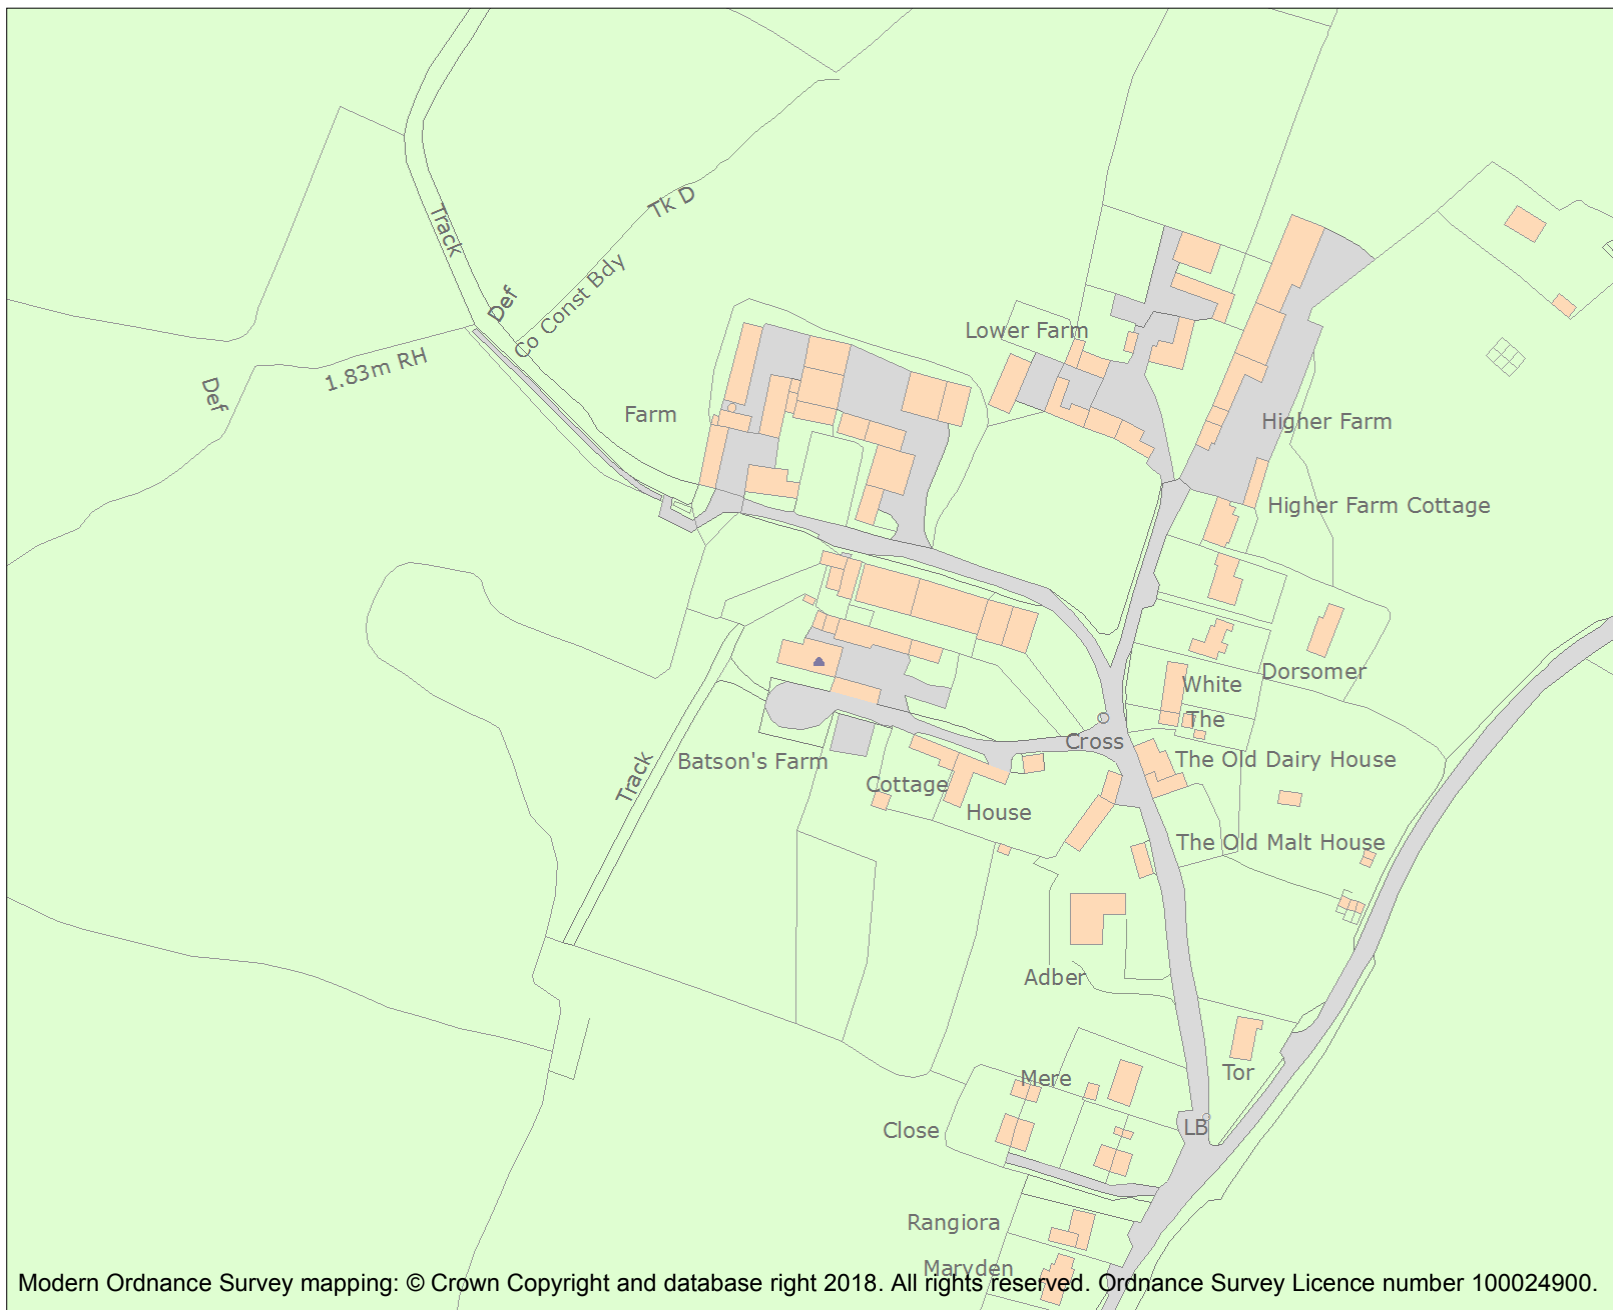 Tk D
Track
Co Const Bdy
Def
Lower Farm
1.83m RH
Def
Farm
Higher Farm
Higher Farm Cottage
Dorsomer
White
The
Cross
Batson's Farm
The Old Dairy House
Track
Cottage
House
The Old Malt House
Adber
Tor
Mere
Close
LB
Rangiora
Maryden
Modern Ordnance Survey mapping: © Crown Copyright and database right 2018. All rights reserved. Ordnance Survey Licence number 100024900.